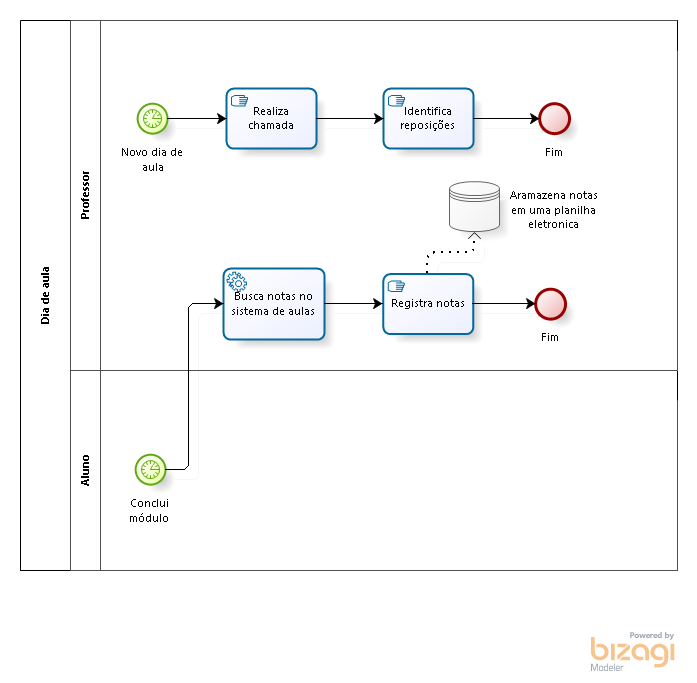 Dia de aula
Professor
Novo dia de
aula
Realiza
chamada
Identifica
reposições
Fim
Aramazena notas
em uma planilha
eletronica
Busca notas no
sistema de aulas
Registra notas
Fim
Aluno
Conclui
módulo
Powered by
bizagi
Modeler